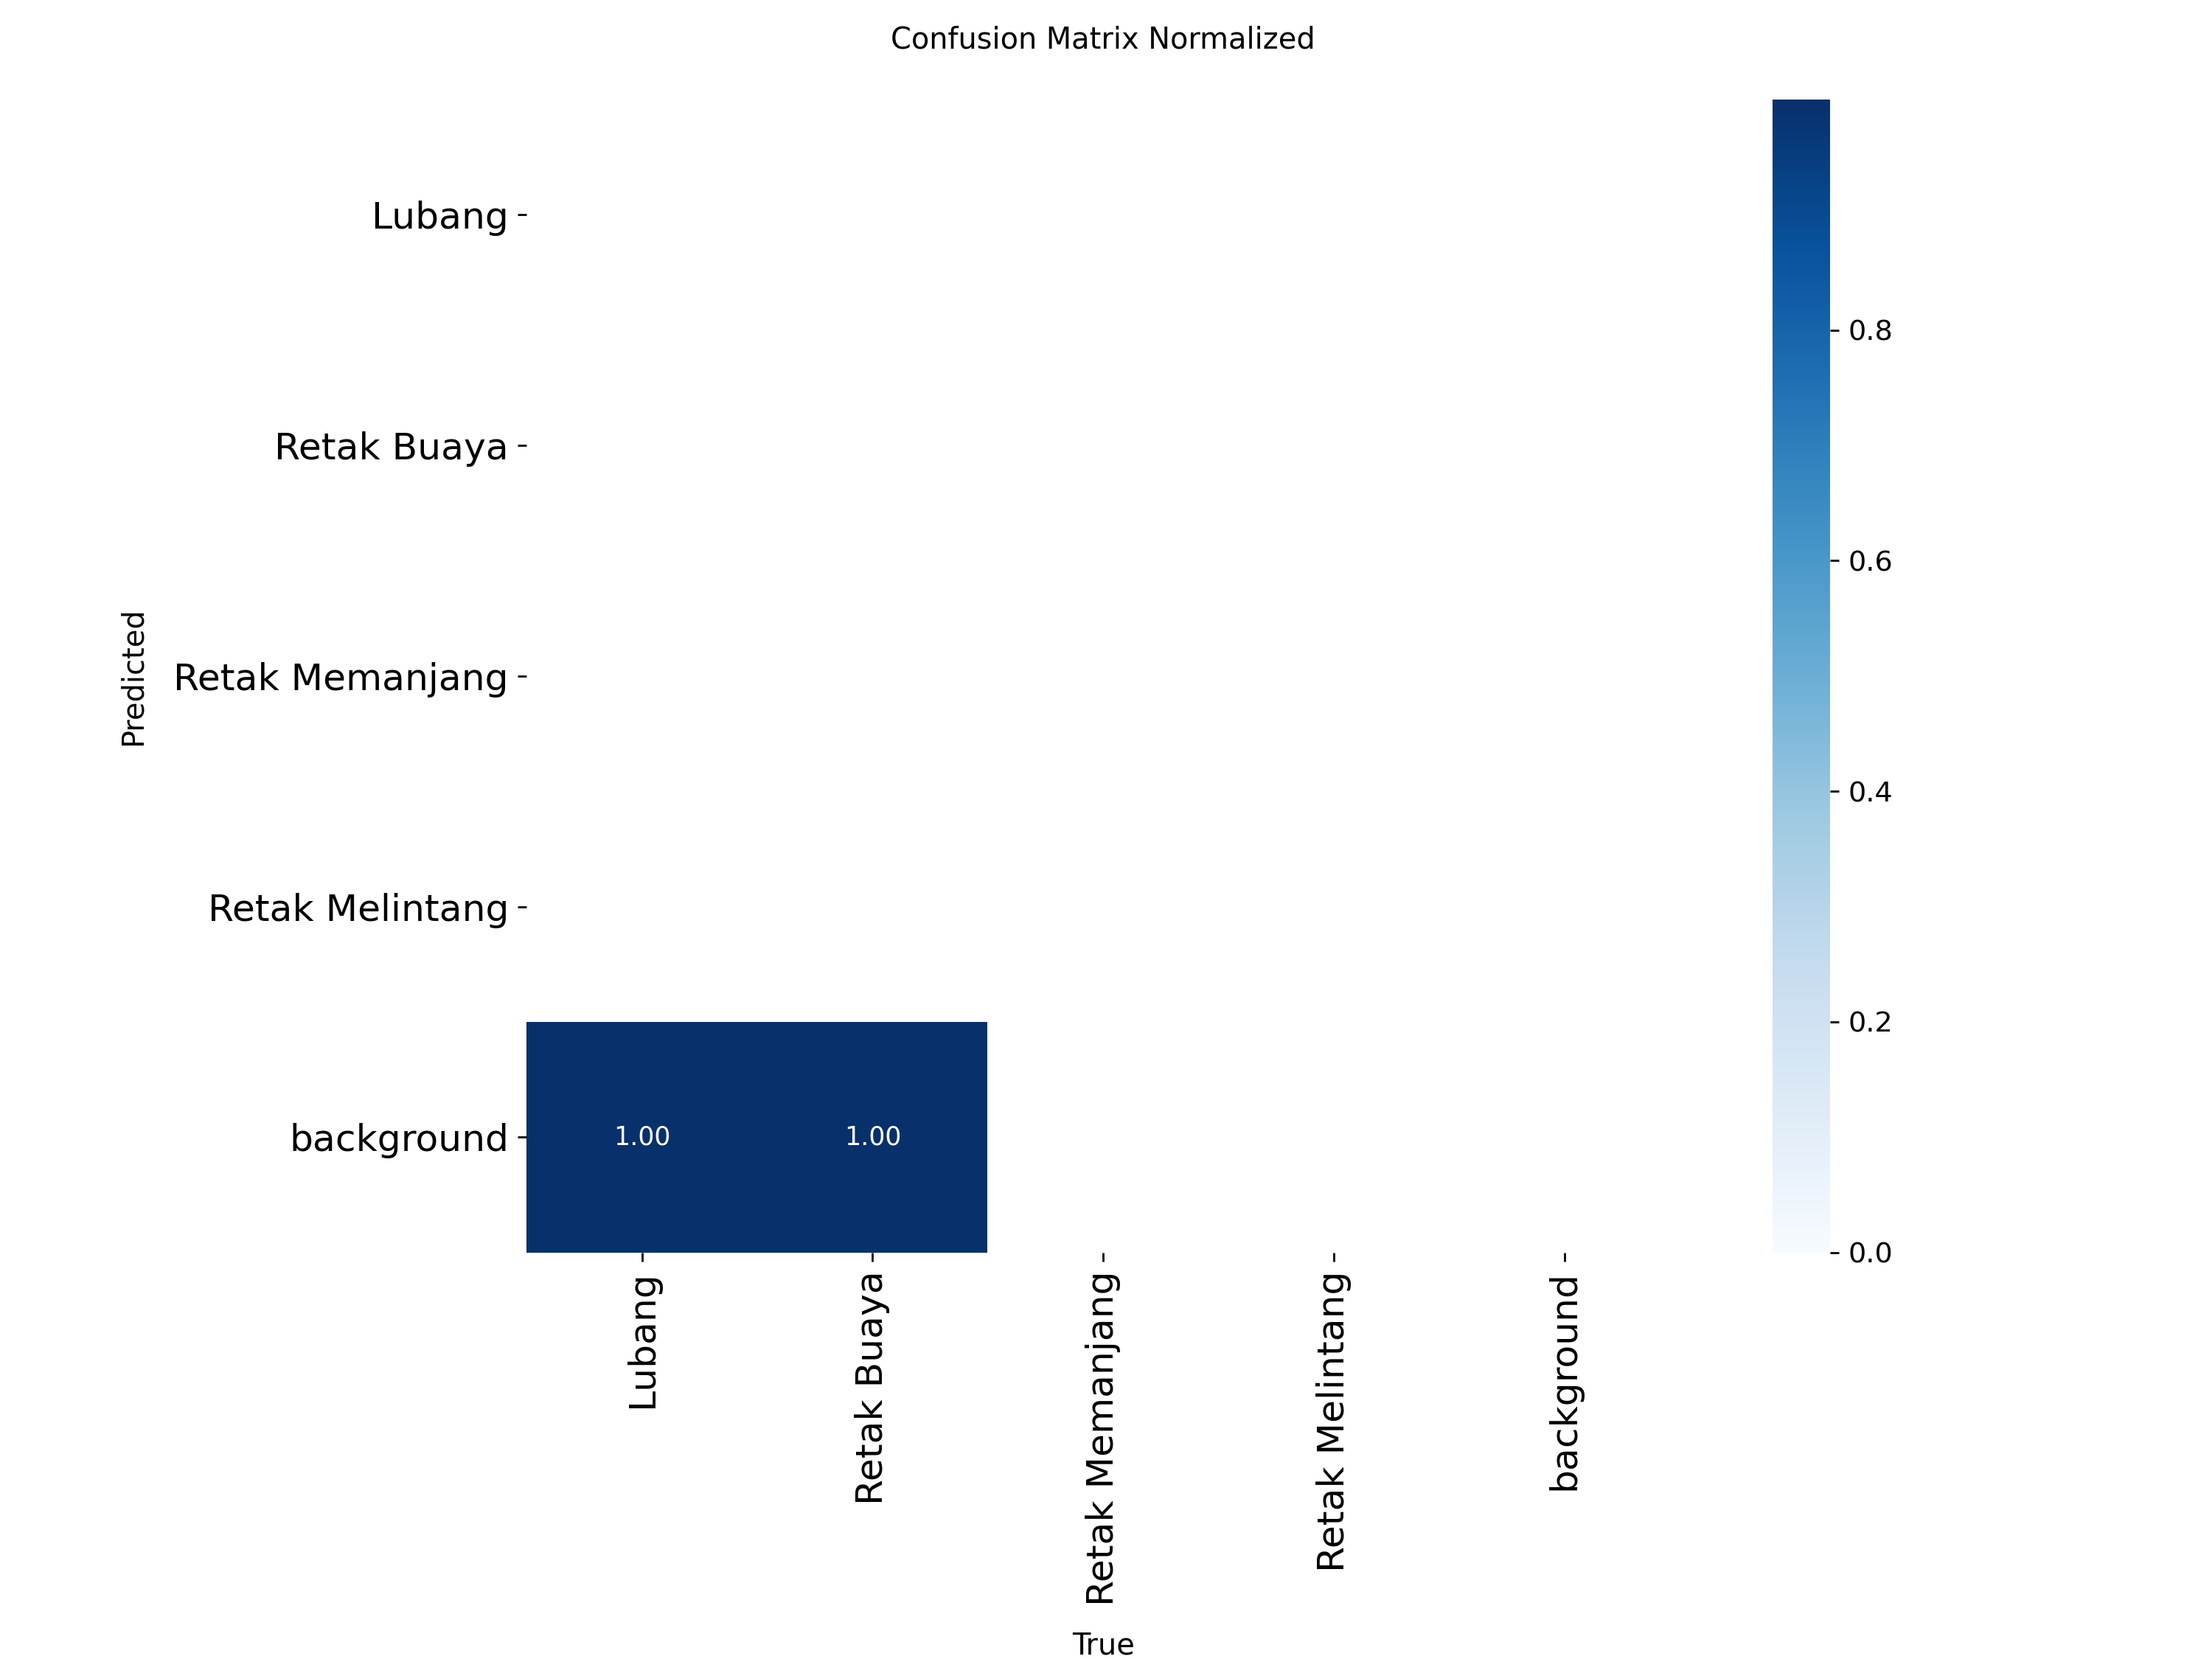 Confusion Matrix Normalized
Predicted
Lubang
Retak Buaya
Retak Memanjang
Retak Melintang
background
1.00 1.00
Lubang
Retak Buaya
Retak Memanjang
Retak Melintang
background
True
0.8
0.6
0.4
0.2
0.0